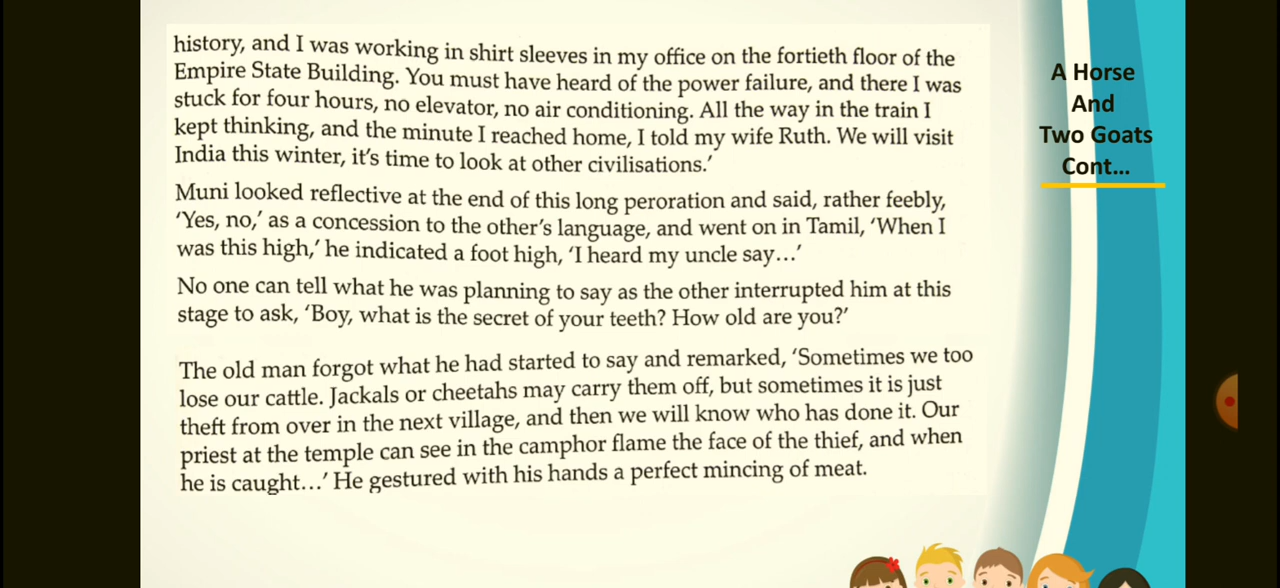 history, and I was working in shirt sleeves in my office on the fortieth floor of the
Empire State Building. You must have heard of the power failure, and there I was
stuck for four hours, no elevator, no air conditioning. All the way in the train I
kept thinking, and the minute I reached home, I told my wife Ruth. We will visit
India this winter, it's time to look at other civilisations.'
Muni looked reflective at the end of this long peroration and said, rather feebly,
'Yes, no,' as a concession to the other's language, and went on in Tamil, 'When I
was this high,' he indicated a foot high, 'I heard my uncle say…'
No one can tell what he was planning to say as the other interrupted him at this
stage to ask, 'Boy, what is the secret of your teeth? How old are you?'
The old man forgot what he had started to say and remarked, 'Sometimes we too
lose our cattle. Jackals or cheetahs may carry them off, but sometimes it is just
theft from over in the next village, and then we will know who has done it. Our
priest at the temple can see in the camphor flame the face of the thief, and when
he is caught…' He gestured with his hands a perfect mincing of meat.
A Horse
And
Two Goats
Cont...